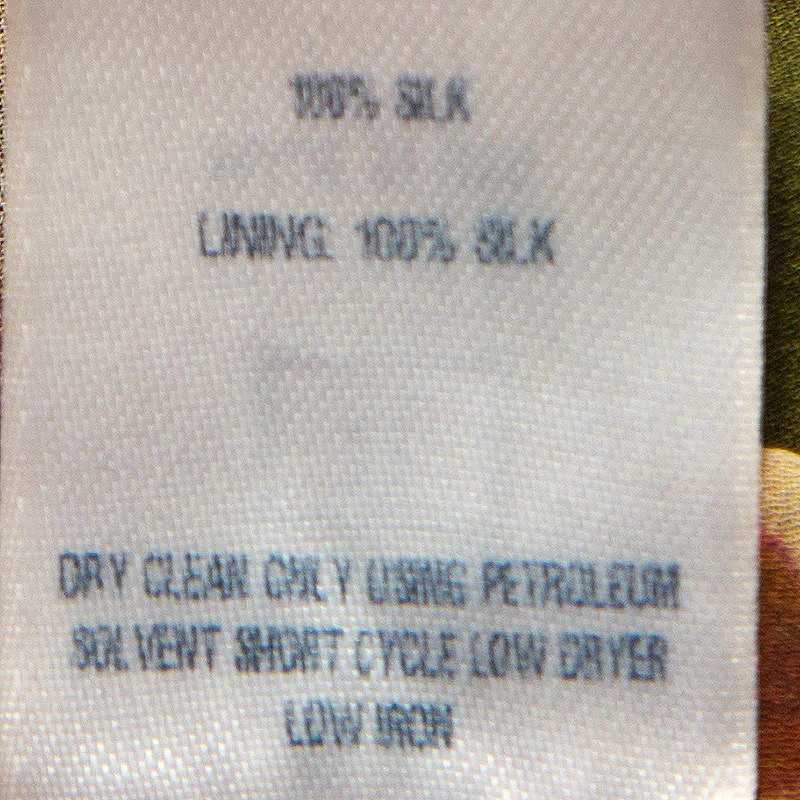 100% SILK
LINING: 100% SILK
DRY CLEAN ONLY USING PETROLEUM
SOLVENT SHORT CYCLE LOW DRYER
LOW IRON